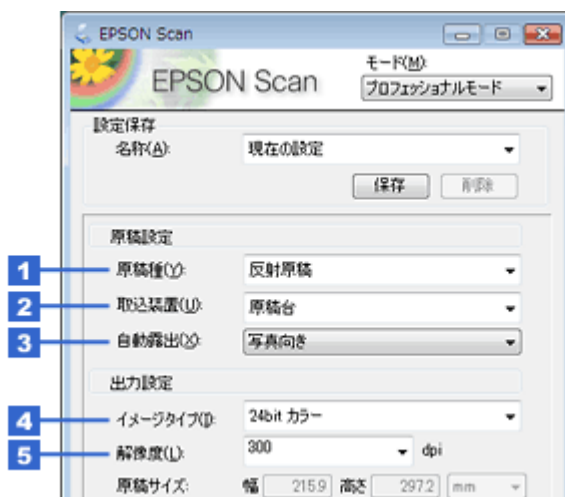 EPSON Scan
EPSON Scan
モード(M):
プロフェッショナルモード
設定保存
名称(A): 現在の設定
保存 削除
原稿設定
1 原稿種(Y): 反射原稿
2 取込装置(U): 原稿台
3 自動露出(X): 写真向き
出力設定
4 イメージタイプ(I): 24bit カラー
5 解像度(L): 300 dpi
原稿サイズ: 幅 215.9 高さ 297.2 mm